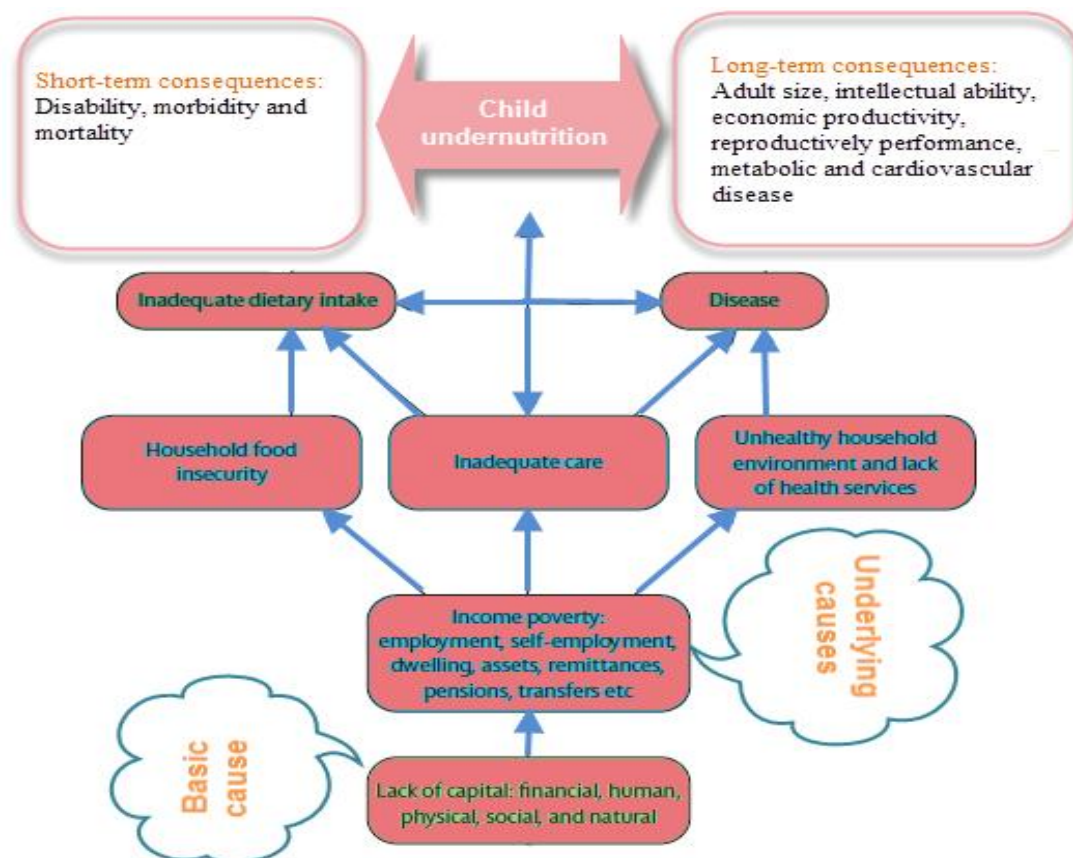 Short-term consequences:
Disability, morbidity and
mortality
Child
undernutrition
Long-term consequences:
Adult size, intellectual ability,
economic productivity,
reproductively performance,
metabolic and cardiovascular
disease
Inadequate dietary intake
Disease
Household food
insecurity
Inadequate care
Unhealthy household
environment and lack
of health services
Underlying
causes
Income poverty:
employment, self-employment,
dwelling, assets, remittances,
pensions, transfers etc
Basic
cause
Lack of capital: financial, human,
physical, social, and natural